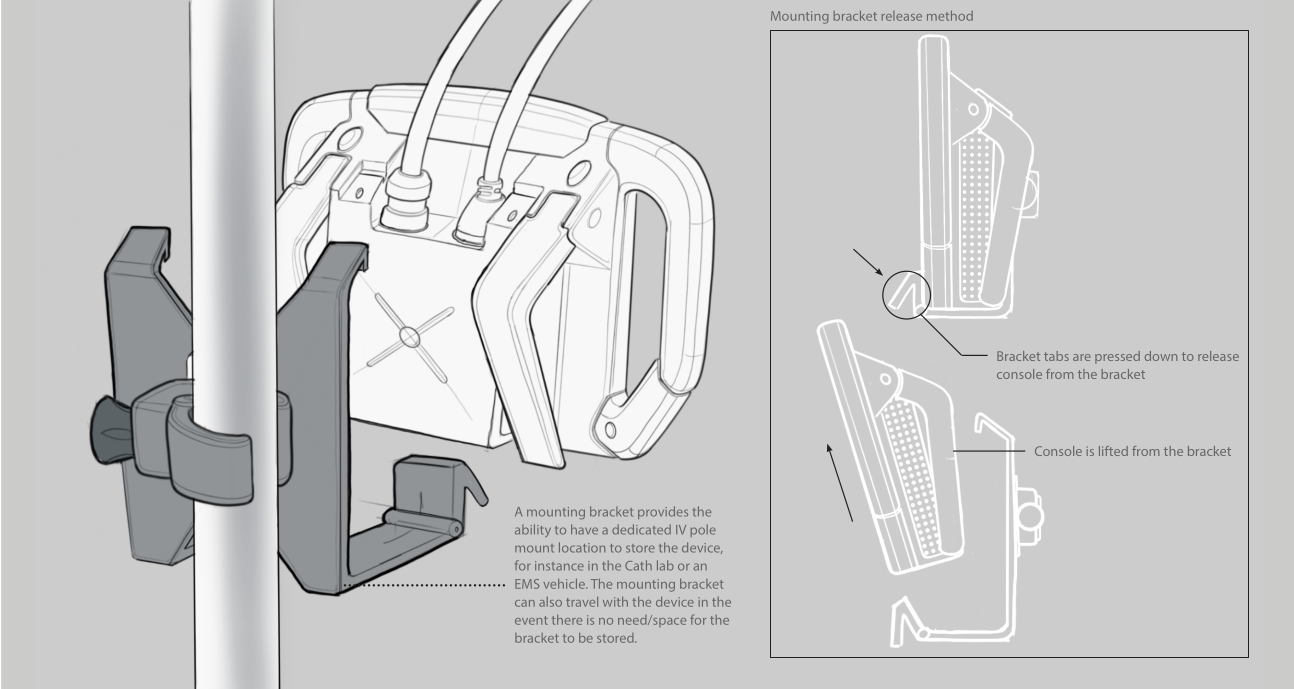 Mounting bracket release method
Bracket tabs are pressed down to release
console from the bracket
Console is lifted from the bracket
A mounting bracket provides the
ability to have a dedicated IV pole
mount location to store the device,
for instance in the Cath lab or an
EMS vehicle. The mounting bracket
can also travel with the device in the
event there is no need/space for the
bracket to be stored.